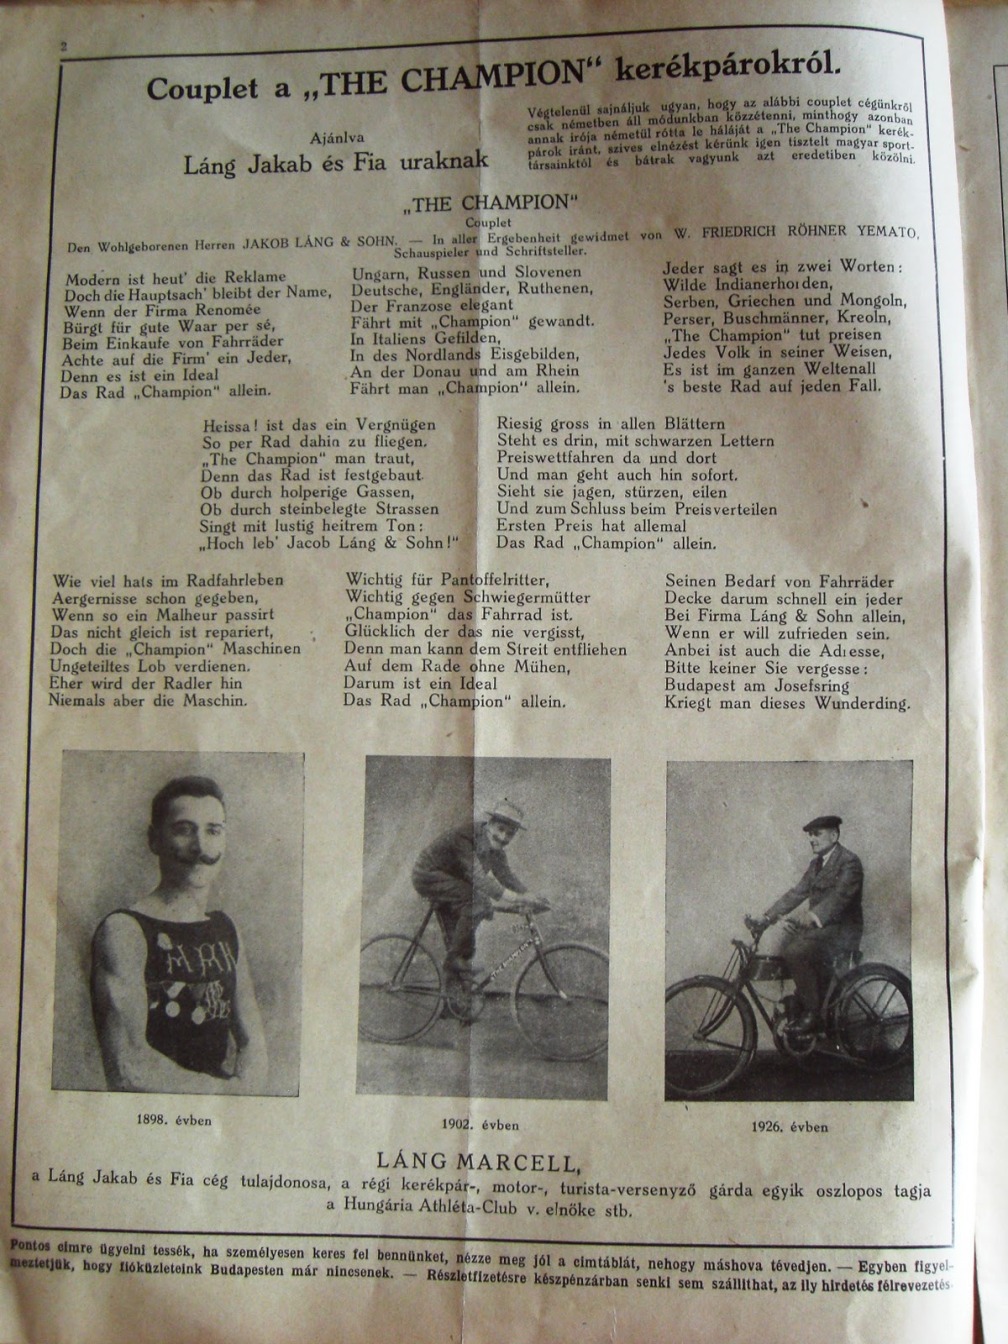 2
Couplet a „THE CHAMPION“ kerékpárokról.
Ajánlva
Láng Jakab és Fia uraknak
Végtelenül sajnáljuk ugyan, hogy az alábbi couplet cégünkről
csak németben áll módunkban közzétenni, minthogy azonban
annak irója németül rótta le háláját a „The Champion“ kerék-
párok iránt, szives elnézést kérünk igen tisztelt magyar sport-
társainktól és bátrak vagyunk azt eredetiben közölni.
„THE CHAMPION“
Couplet
Den Wohlgeborenen Herren JAKOB LÁNG & SOHN. — In aller Ergebenheit gewidmet von W. FRIEDRICH RÖHNER YEMATO,
Schauspieler und Schriftsteller.
Modern ist heut' die Reklame
Doch die Hauptsach' bleibt der Name,
Wenn der Firma Renomée
Bürgt für gute Waar per sé,
Beim Einkaufe von Fahrräder
Achte auf die Firm' ein Jeder,
Denn es ist ein Ideal
Das Rad „Champion“ allein.
Ungarn, Russen und Slovenen
Deutsche, Engländer, Ruthenen,
Der Franzose elegant
Fährt mit „Champion“ gewandt.
In Italiens Gefilden,
In des Nordlands Eisgebilden,
An der Donau und am Rhein
Fährt man „Champion“ allein.
Jeder sagt es in zwei Worten:
Wilde Indianerhorden,
Serben, Griechen und Mongoln,
Perser, Buschmänner, Kreoln,
„The Champion“ tut preisen
Jedes Volk in seiner Weisen,
Es ist im ganzen Weltenall
's beste Rad auf jeden Fall.
Heissa! ist das ein Vergnügen
So per Rad dahin zu fliegen.
„The Champion“ man traut,
Denn das Rad ist festgebaut.
Ob durch holperige Gassen,
Ob durch steinbelegte Strassen
Singt mit lustig heitrem Ton:
„Hoch leb' Jacob Láng & Sohn!“
Riesig gross in allen Blättern
Steht es drin, mit schwarzen Lettern
Preiswettfahren da und dort
Und man geht auch hin sofort.
Sieht sie jagen, stürzen, eilen
Und zum Schluss beim Preisverteilen
Ersten Preis hat allemal
Das Rad „Champion“ allein.
Wie viel hats im Radfahrleben
Aergernisse schon gegeben,
Wenn so ein Malheur passirt
Das nicht gleich ist repariert,
Doch die „Champion“ Maschinen
Ungeteiltes Lob verdienen.
Eher wird der Radler hin
Niemals aber die Maschin.
Wichtig für Pantoffelritter,
Wichtig gegen Schwiegermütter
„Champion“ das Fahrrad ist.
Glücklich der das nie vergisst,
Denn man kann dem Streit entfliehen
Auf dem Rade ohne Mühen,
Darum ist ein Ideal
Das Rad „Champion“ allein.
Seinen Bedarf von Fahrräder
Decke darum schnell ein jeder
Bei Firma Láng & Sohn allein,
Wenn er will zufrieden sein.
Anbei ist auch die Adresse,
Bitte keiner Sie vergesse:
Budapest am Josefsring
Kriegt man dieses Wunderding.
1898. évben
1902. évben
1926. évben
LÁNG MARCELL,
a Láng Jakab és Fia cég tulajdonosa, a régi kerékpár-, motor-, turista-versenyző gárda egyik oszlopos tagja
a Hungária Athléta-Club v. elnöke stb.
Pontos cimre ügyelni tessék, ha személyesen keres fel bennünket, nézze meg jól a cimtáblát, nehogy máshova tévedjen. — Egyben figyel-
meztetjük, hogy fióküzleteink Budapesten már nincsenek. — Részletfizetésre készpénzárban senki sem szállithat, az ily hirdetés félrevezetés